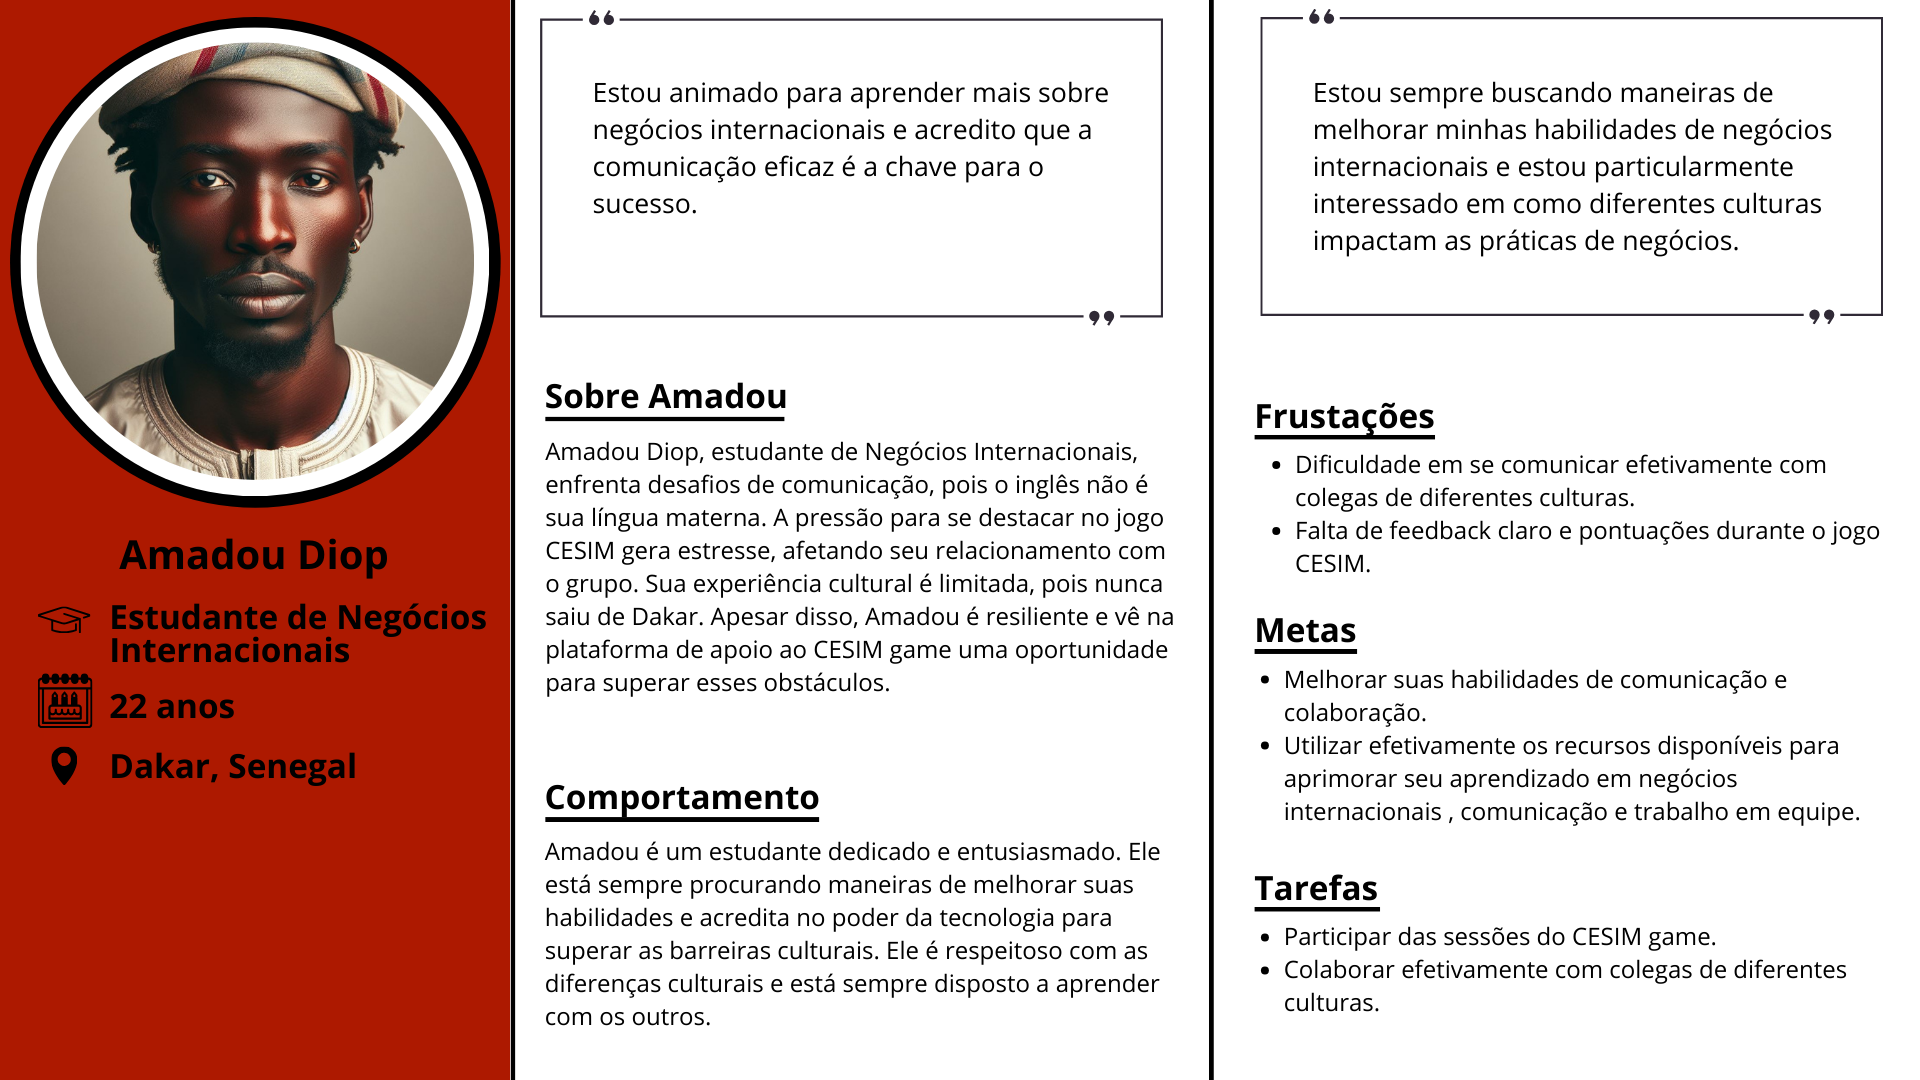 Amadou Diop
Estudante de Negócios
Internacionais
22 anos
Dakar, Senegal
“
Estou animado para aprender mais sobre
negócios internacionais e acredito que a
comunicação eficaz é a chave para o
sucesso.
”
Sobre Amadou
Amadou Diop, estudante de Negócios Internacionais,
enfrenta desafios de comunicação, pois o inglês não é
sua língua materna. A pressão para se destacar no jogo
CESIM gera estresse, afetando seu relacionamento com
o grupo. Sua experiência cultural é limitada, pois nunca
saiu de Dakar. Apesar disso, Amadou é resiliente e vê na
plataforma de apoio ao CESIM game uma oportunidade
para superar esses obstáculos.
Comportamento
Amadou é um estudante dedicado e entusiasmado. Ele
está sempre procurando maneiras de melhorar suas
habilidades e acredita no poder da tecnologia para
superar as barreiras culturais. Ele é respeitoso com as
diferenças culturais e está sempre disposto a aprender
com os outros.
“
Estou sempre buscando maneiras de
melhorar minhas habilidades de negócios
internacionais e estou particularmente
interessado em como diferentes culturas
impactam as práticas de negócios.
”
Frustações
• Dificuldade em se comunicar efetivamente com
colegas de diferentes culturas.
• Falta de feedback claro e pontuações durante o jogo
CESIM.
Metas
• Melhorar suas habilidades de comunicação e
colaboração.
• Utilizar efetivamente os recursos disponíveis para
aprimorar seu aprendizado em negócios
internacionais , comunicação e trabalho em equipe.
Tarefas
• Participar das sessões do CESIM game.
• Colaborar efetivamente com colegas de diferentes
culturas.